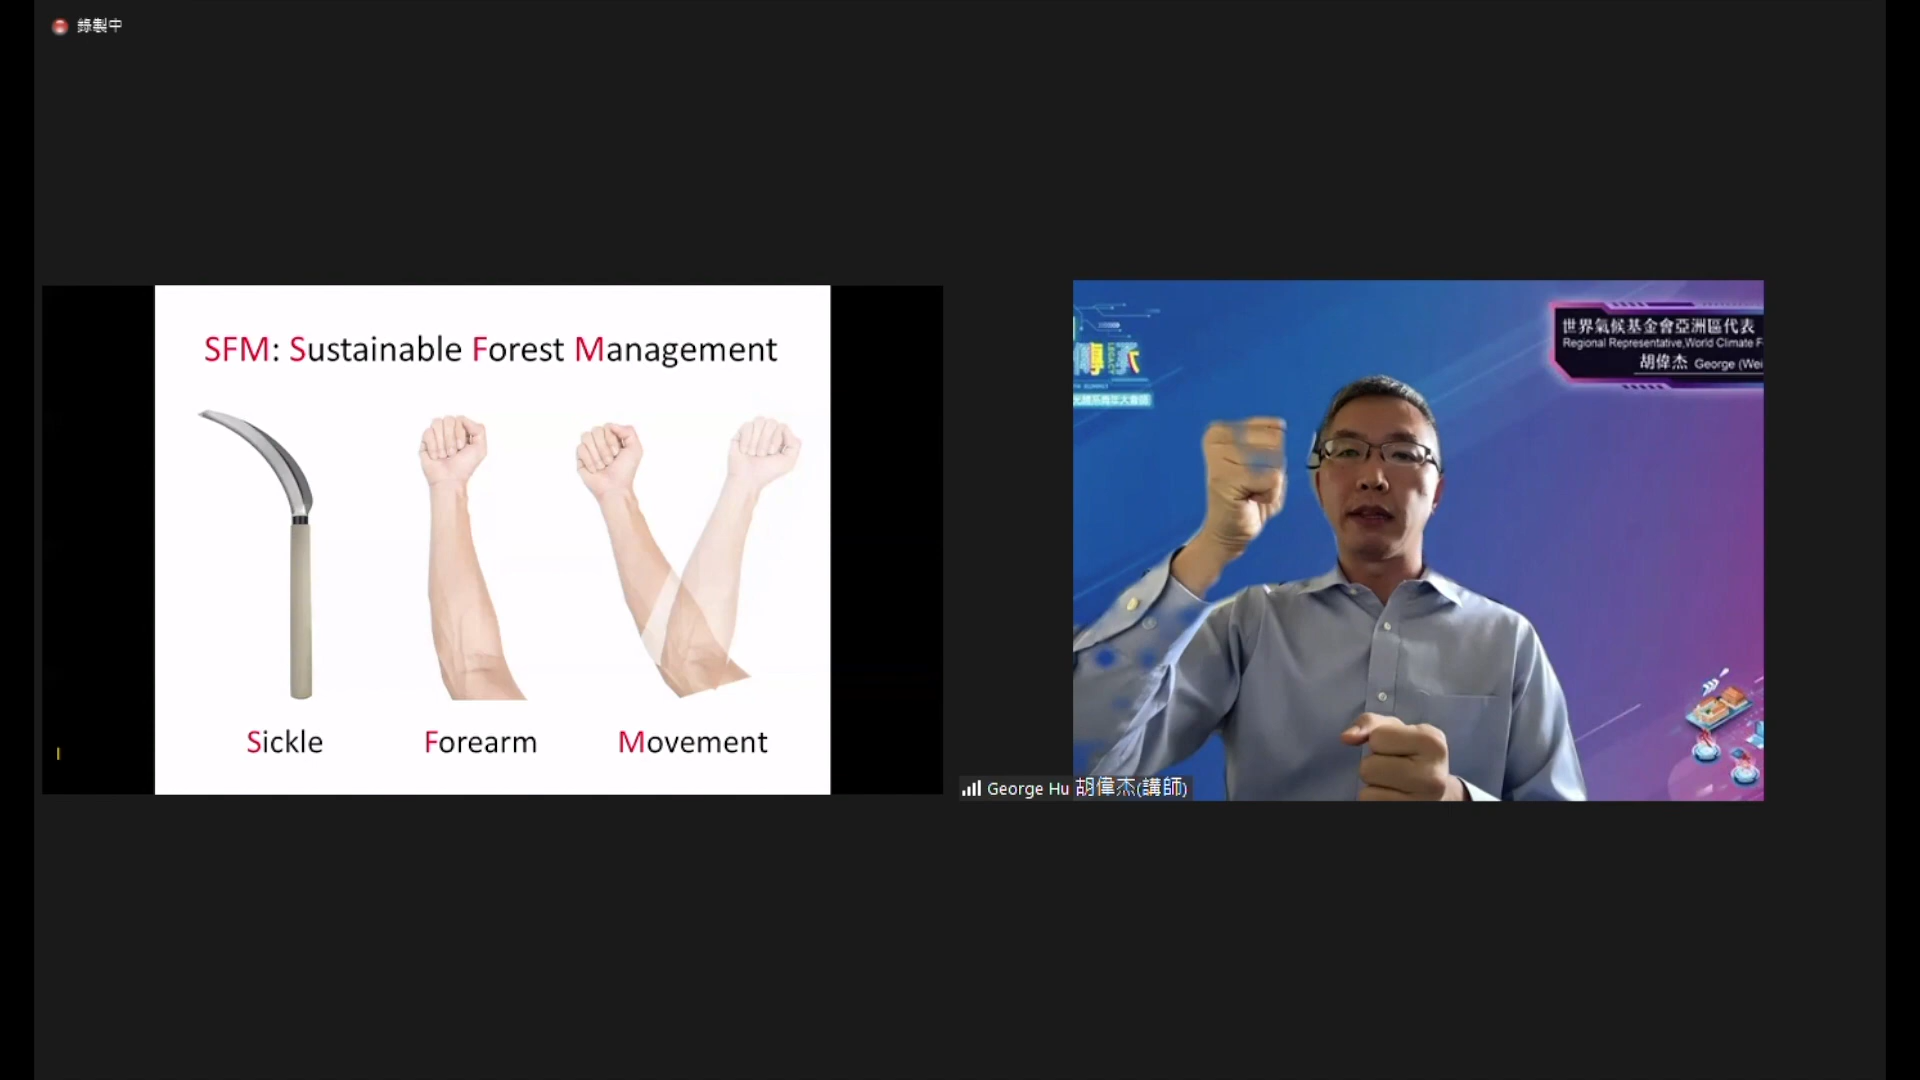 錄製中
SFM: Sustainable Forest Management
Sickle
Forearm
Movement
LEGACY
世界氣候基金會亞洲區代表
Regional Representative,World Climate F
胡偉杰 George (Wei
George Hu 胡偉杰(講師)